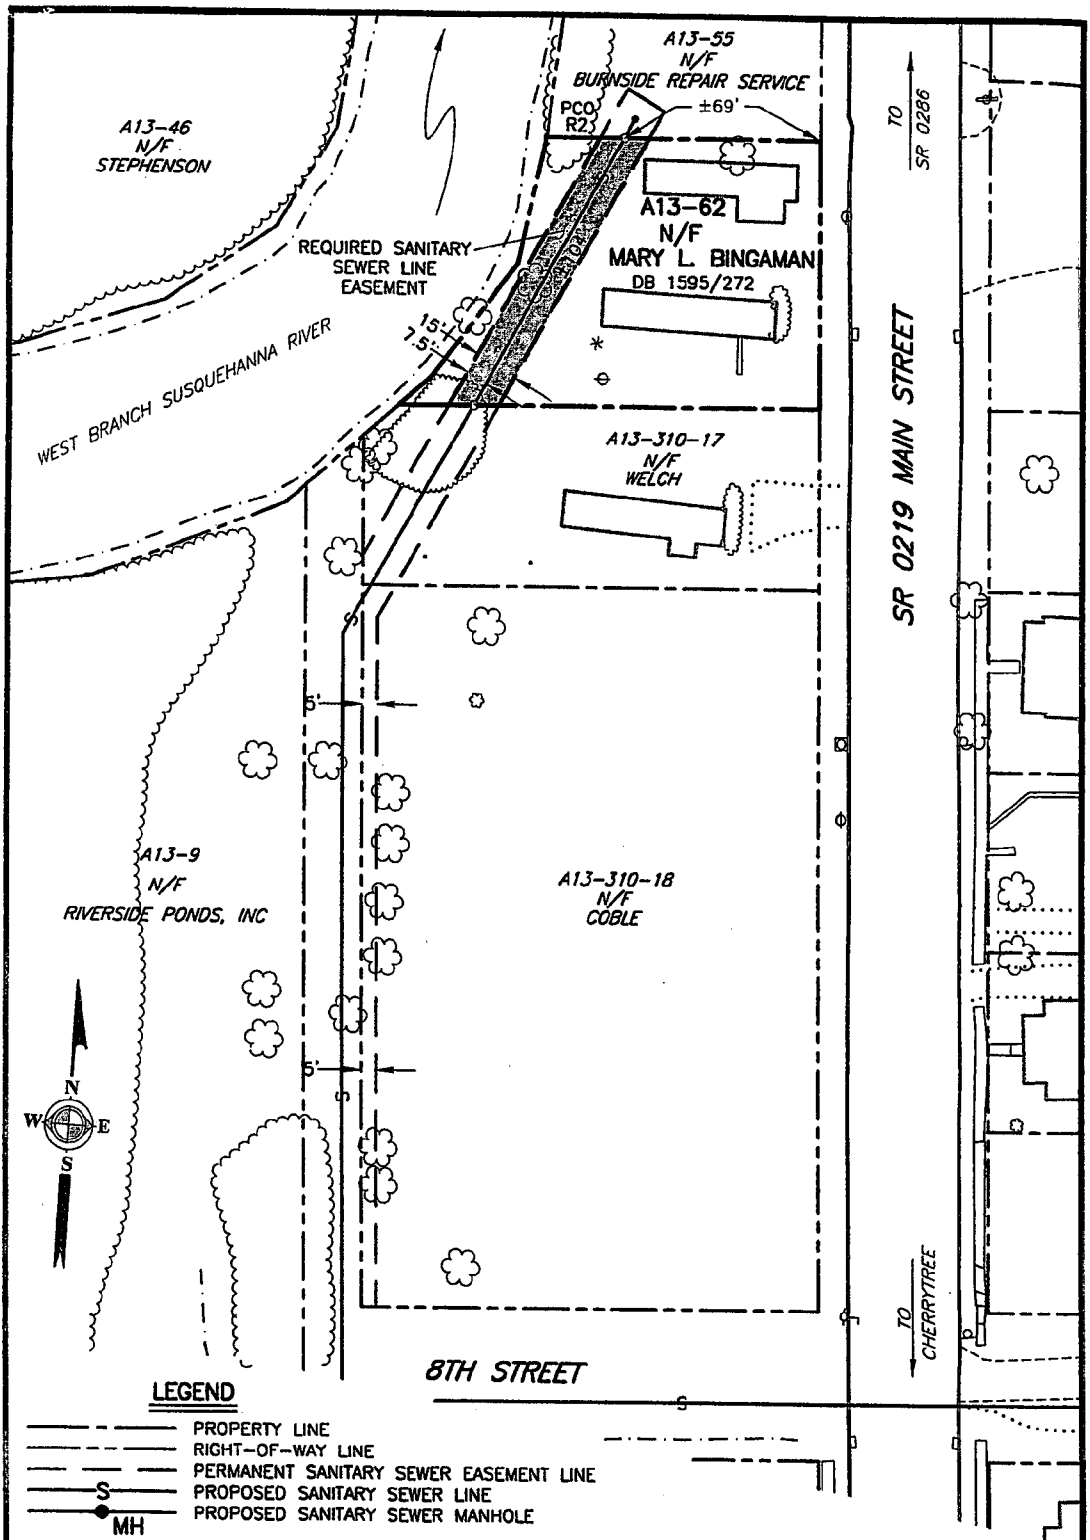 A13-55
N/F
BURNSIDE REPAIR SERVICE
PCO
R2
±69'
TO
SR 0286
A13-46
N/F
STEPHENSON
A13-62
N/F
MARY L. BINGAMAN
DB 1595/272
REQUIRED SANITARY
SEWER LINE
EASEMENT
15'
7.5'
WEST BRANCH SUSQUEHANNA RIVER
SR 0219 MAIN STREET
A13-310-17
N/F
WELCH
S
5'
A13-9
N/F
RIVERSIDE PONDS, INC
A13-310-18
N/F
COBLE
5'
S
N
W
E
S
TO
CHERRYTREE
8TH STREET
S
LEGEND
PROPERTY LINE
RIGHT-OF-WAY LINE
PERMANENT SANITARY SEWER EASEMENT LINE
S PROPOSED SANITARY SEWER LINE
PROPOSED SANITARY SEWER MANHOLE
MH